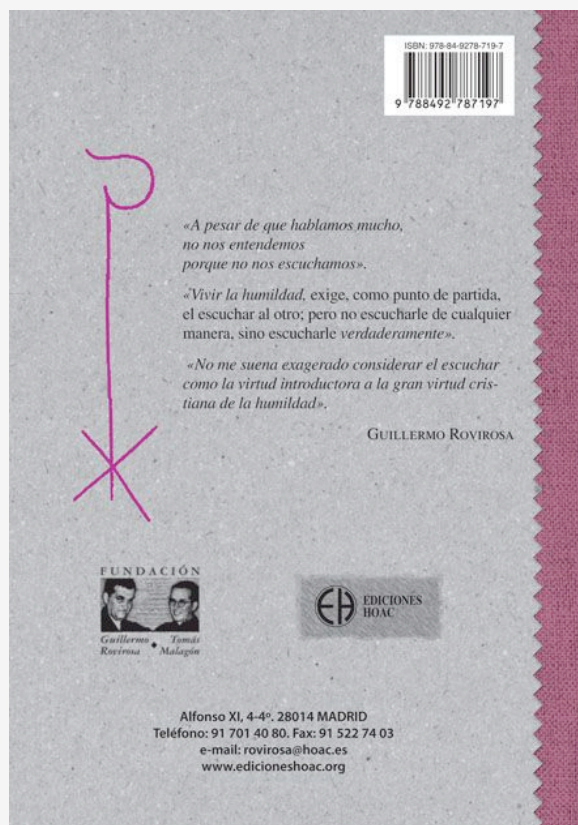 ISBN: 978-84-9278-719-7
9 788492 787197
«A pesar de que hablamos mucho,
no nos entendemos
porque no nos escuchamos».
«Vivir la humildad, exige, como punto de partida,
el escuchar al otro; pero no escucharle de cualquier
manera, sino escucharle verdaderamente».
«No me suena exagerado considerar el escuchar
como la virtud introductora a la gran virtud cris-
tiana de la humildad».
GUILLERMO ROVIROSA
FUNDACIÓN
Guillermo Tomás
Rovirosa Malagón
EH EDICIONES
HOAC
Alfonso XI, 4-4º. 28014 MADRID
Teléfono: 91 701 40 80. Fax: 91 522 74 03
e-mail: rovirosa@hoac.es
www.edicioneshoac.org